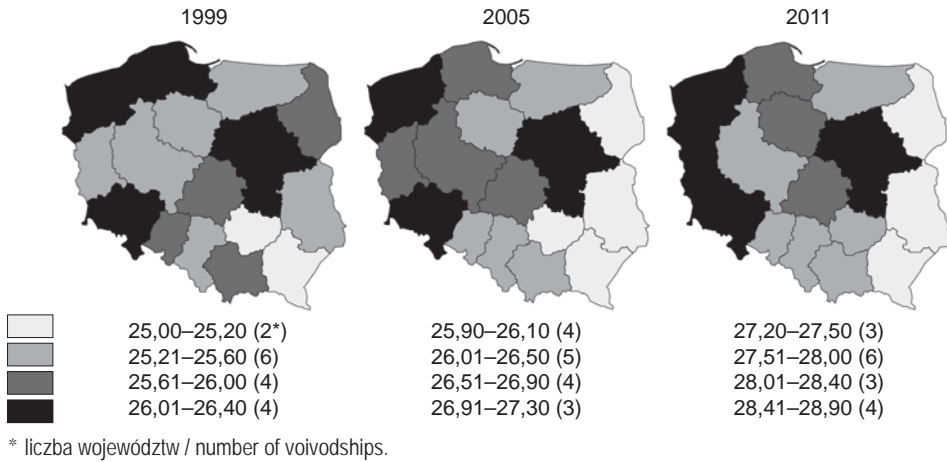 1999 2005 2011
25,00–25,20 (2*) 25,90–26,10 (4) 27,20–27,50 (3)
25,21–25,60 (6) 26,01–26,50 (5) 27,51–28,00 (6)
25,61–26,00 (4) 26,51–26,90 (4) 28,01–28,40 (3)
26,01–26,40 (4) 26,91–27,30 (3) 28,41–28,90 (4)
* liczba województw / number of voivodships.